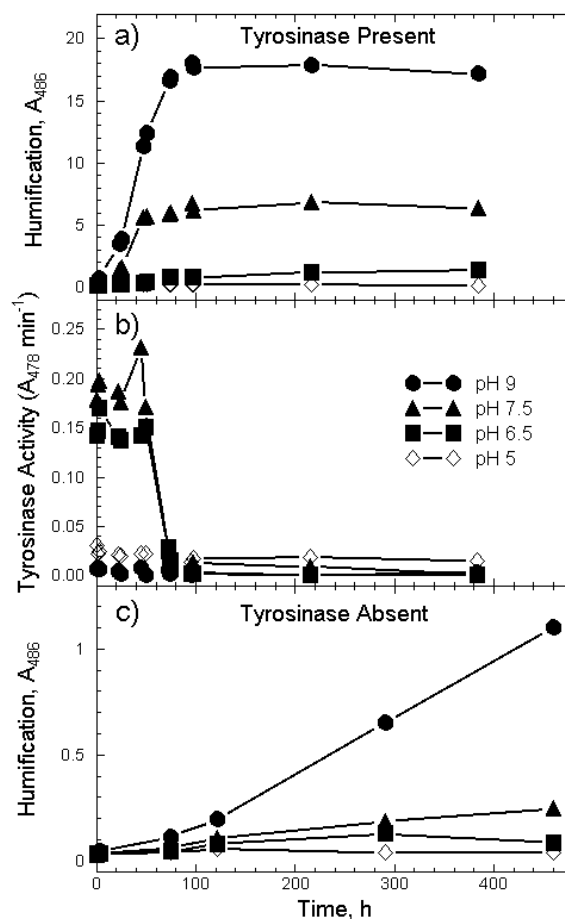 a) Tyrosinase Present
Humification, A486
20
15
10
5
0
b)
Tyrosinase Activity (A478 min-1)
0.25
0.20
0.15
0.10
0.05
0.00
pH 9
pH 7.5
pH 6.5
pH 5
c) Tyrosinase Absent
Humification, A486
1
0.5
0
0 100 200 300 400
Time, h